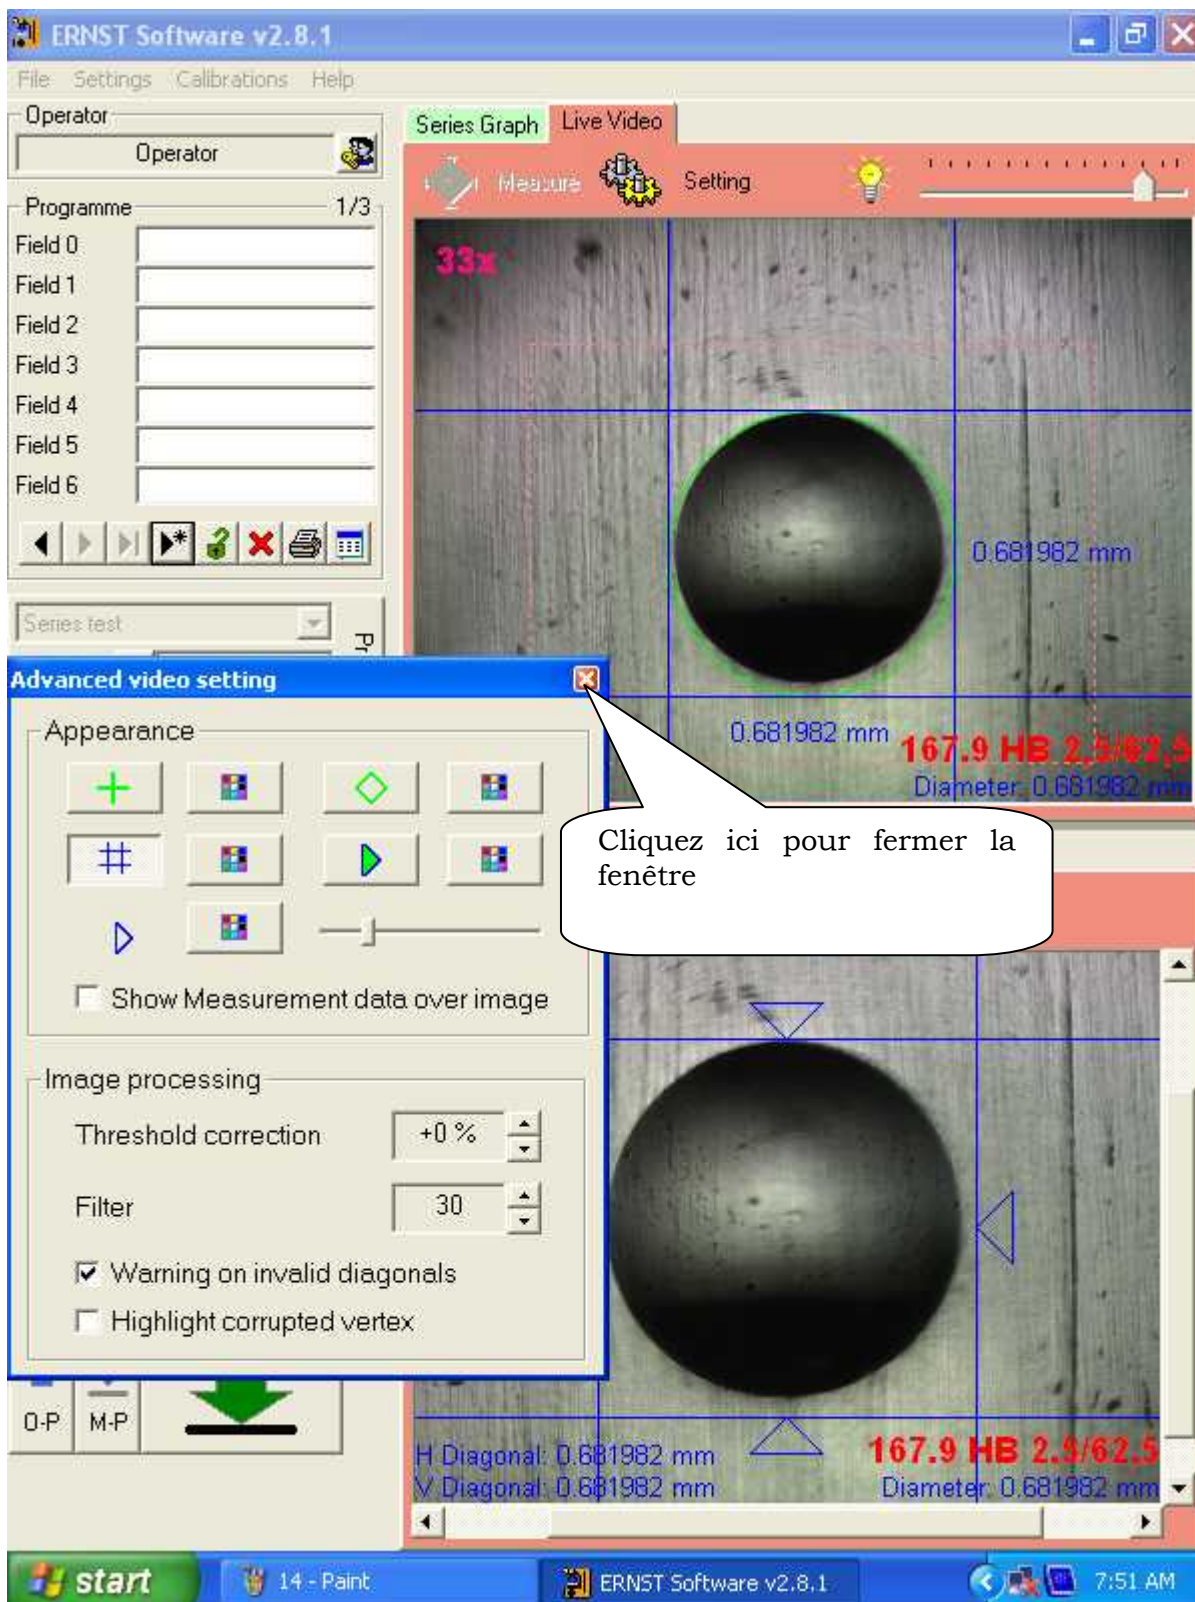 ERNST Software v2.8.1
File Settings Calibrations Help
Operator
Operator
Programme 1/3
Field 0
Field 1
Field 2
Field 3
Field 4
Field 5
Field 6
Series test
Pr
Series Graph Live Video
Measure Setting
33x
0.681982 mm
0.681982 mm
167.9 HB 2,5/62,5
Diameter: 0.681982 mm
Advanced video setting
Appearance
Show Measurement data over image
Image processing
Threshold correction +0 %
Filter 30
Warning on invalid diagonals
Highlight corrupted vertex
Cliquez ici pour fermer la
fenêtre
O-P M-P
H Diagonal: 0.681982 mm
V Diagonal: 0.681982 mm
167.9 HB 2.5/62.5
Diameter: 0.681982 mm
start 14 - Paint ERNST Software v2.8.1 7:51 AM